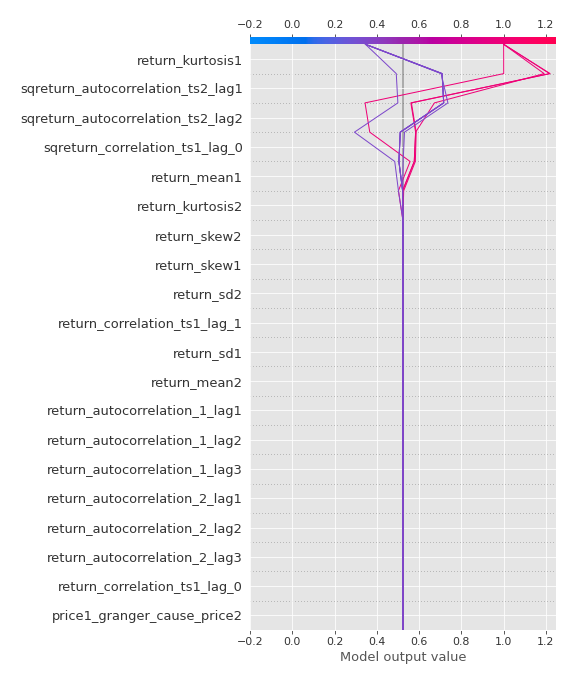 −0.2 0.0 0.2 0.4 0.6 0.8 1.0 1.2
return_kurtosis1
sqreturn_autocorrelation_ts2_lag1
sqreturn_autocorrelation_ts2_lag2
sqreturn_correlation_ts1_lag_0
return_mean1
return_kurtosis2
return_skew2
return_skew1
return_sd2
return_correlation_ts1_lag_1
return_sd1
return_mean2
return_autocorrelation_1_lag1
return_autocorrelation_1_lag2
return_autocorrelation_1_lag3
return_autocorrelation_2_lag1
return_autocorrelation_2_lag2
return_autocorrelation_2_lag3
return_correlation_ts1_lag_0
price1_granger_cause_price2
−0.2 0.0 0.2 0.4 0.6 0.8 1.0 1.2
Model output value